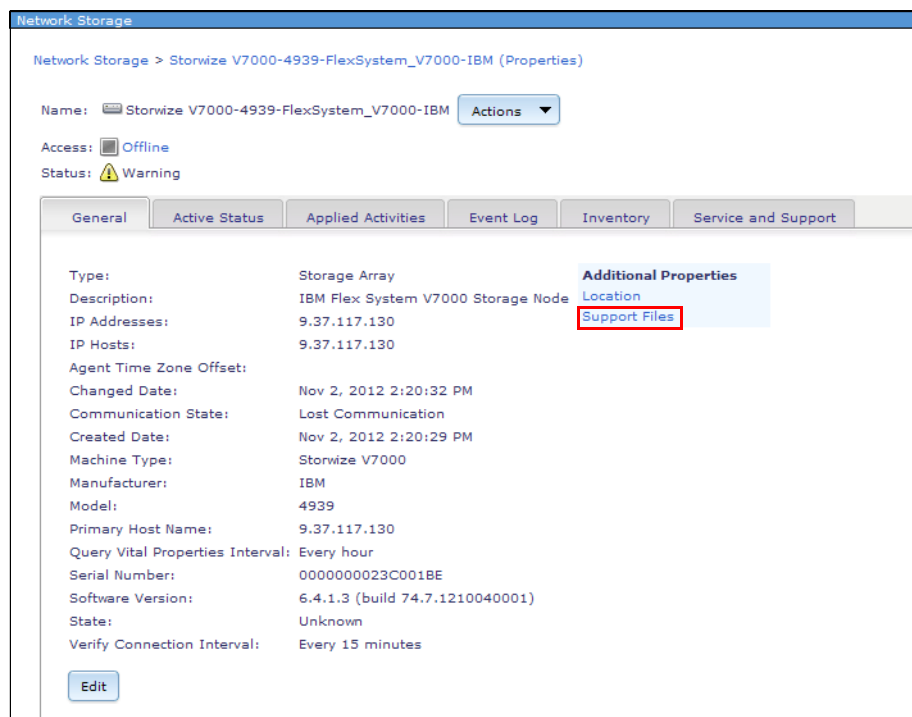 Network Storage
Network Storage > Storwize V7000-4939-FlexSystem_V7000-IBM (Properties)
Name: Storwize V7000-4939-FlexSystem_V7000-IBM Actions
Access: Offline
Status: Warning
General Active Status Applied Activities Event Log Inventory Service and Support
Type: Storage Array Additional Properties
Description: IBM Flex System V7000 Storage Node Location
IP Addresses: 9.37.117.130 Support Files
IP Hosts: 9.37.117.130
Agent Time Zone Offset:
Changed Date: Nov 2, 2012 2:20:32 PM
Communication State: Lost Communication
Created Date: Nov 2, 2012 2:20:29 PM
Machine Type: Storwize V7000
Manufacturer: IBM
Model: 4939
Primary Host Name: 9.37.117.130
Query Vital Properties Interval: Every hour
Serial Number: 0000000023C001BE
Software Version: 6.4.1.3 (build 74.7.1210040001)
State: Unknown
Verify Connection Interval: Every 15 minutes
Edit